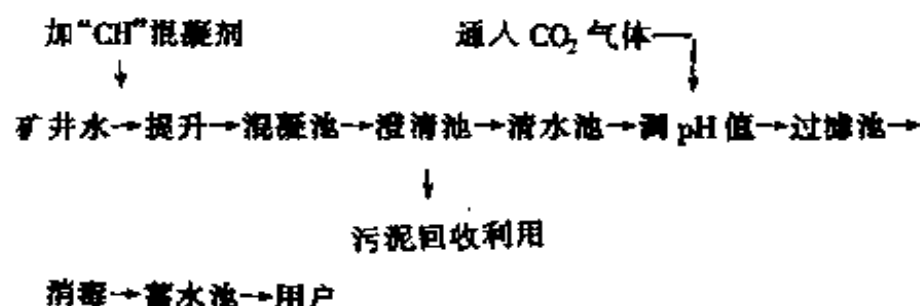 加“CH”混凝剂 通入 CO₂ 气体
矿井水→提升→混凝池→澄清池→清水池→测 pH 值→过滤池→
污泥回收利用
消毒→蓄水池→用户